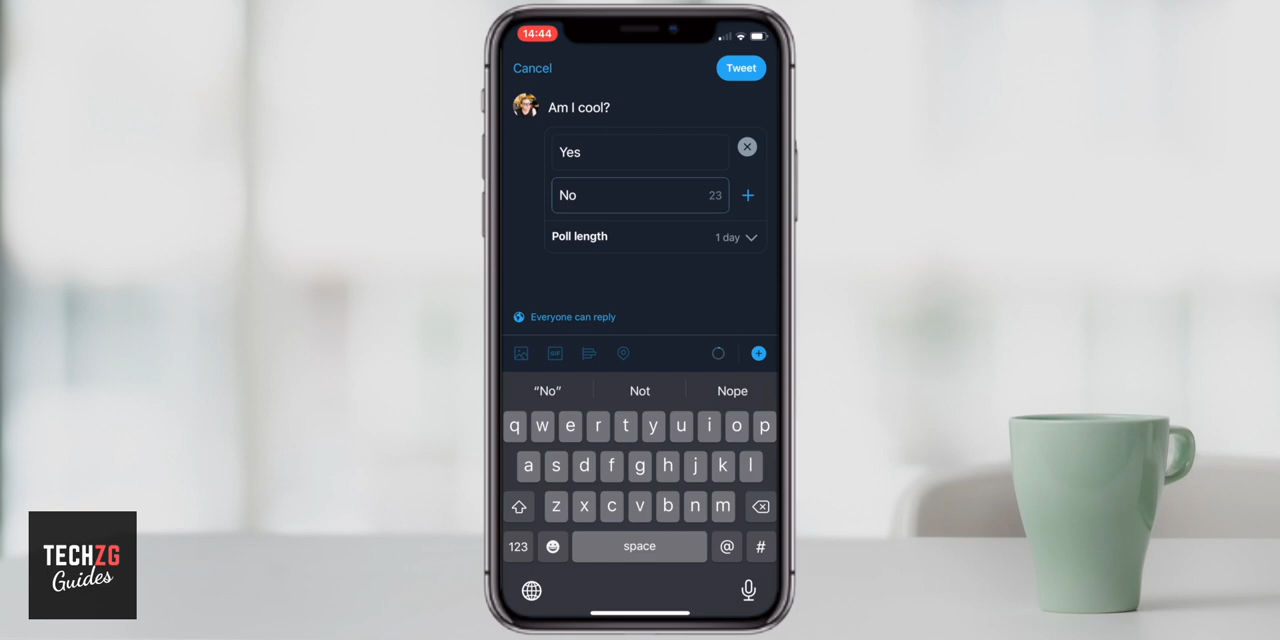 14:44
Cancel
Tweet
Am I cool?
Yes
No 23
Poll length 1 day
Everyone can reply
GIF
“No” Not Nope
q w e r t y u i o p
a s d f g h j k l
z x c v b n m
123 space @ #
TECHZG
Guides